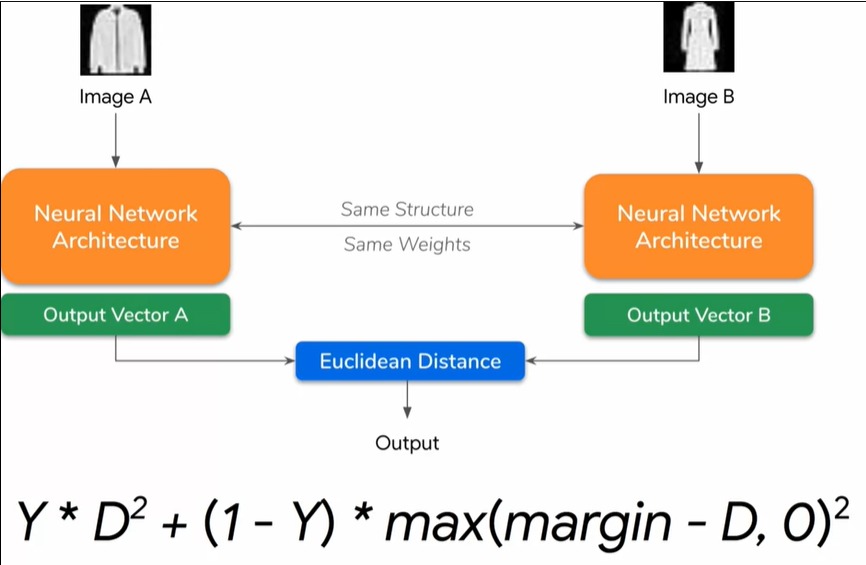 Image A
Image B
Neural Network
Architecture
Same Structure
Same Weights
Neural Network
Architecture
Output Vector A
Output Vector B
Euclidean Distance
Output
Y * D² + (1 - Y) * max(margin - D, 0)²